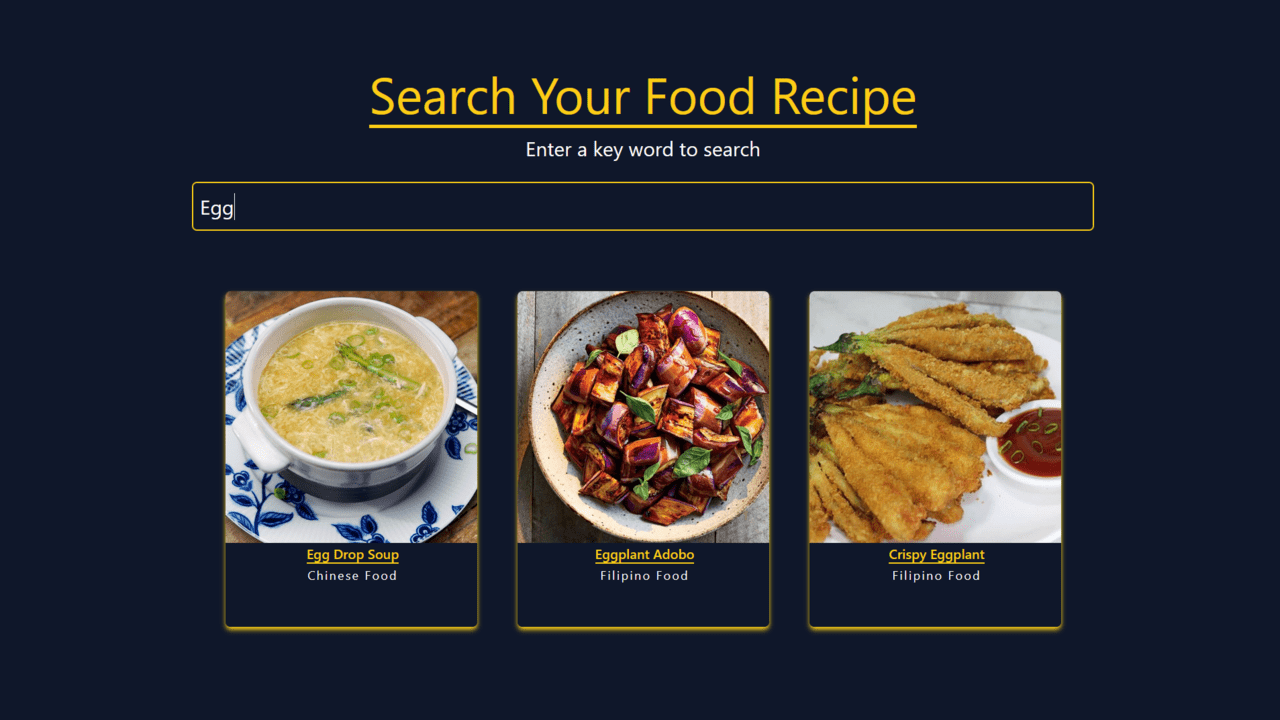 Search Your Food Recipe
Enter a key word to search
Egg
Egg Drop Soup
Chinese Food
Eggplant Adobo
Filipino Food
Crispy Eggplant
Filipino Food